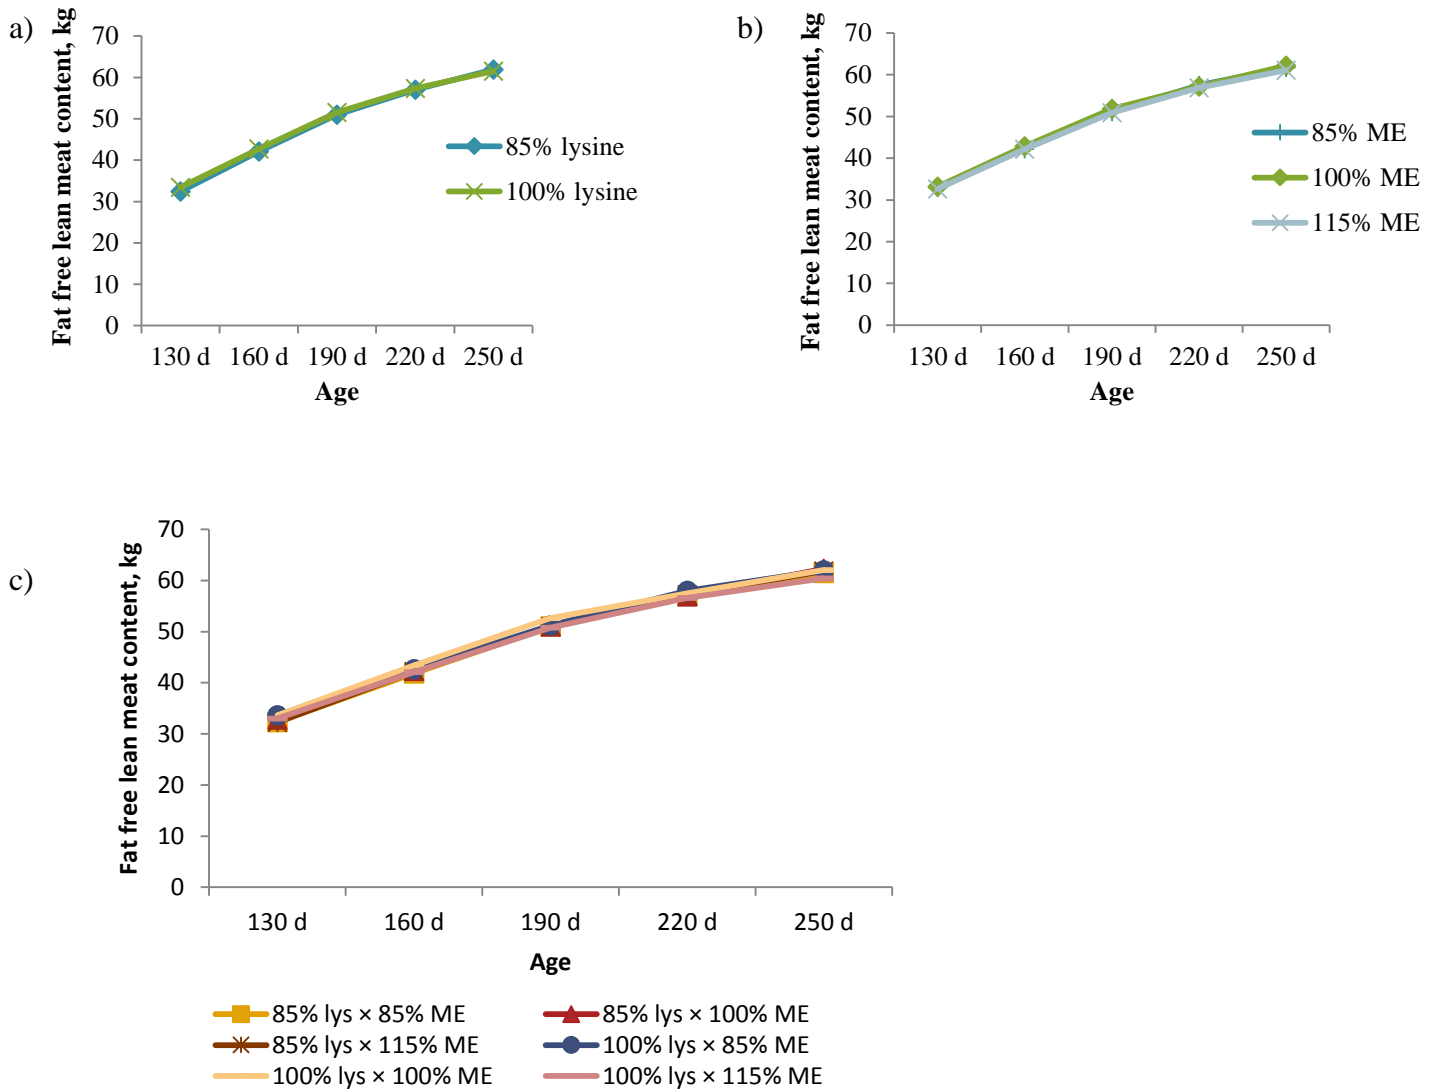 a)
Fat free lean meat content, kg
70
60
50
40
30
20
10
0
130 d 160 d 190 d 220 d 250 d
Age
85% lysine
100% lysine
b)
Fat free lean meat content, kg
70
60
50
40
30
20
10
0
130 d 160 d 190 d 220 d 250 d
Age
85% ME
100% ME
115% ME
c)
Fat free lean meat content, kg
70
60
50
40
30
20
10
0
130 d 160 d 190 d 220 d 250 d
Age
85% lys × 85% ME 85% lys × 100% ME
85% lys × 115% ME 100% lys × 85% ME
100% lys × 100% ME 100% lys × 115% ME